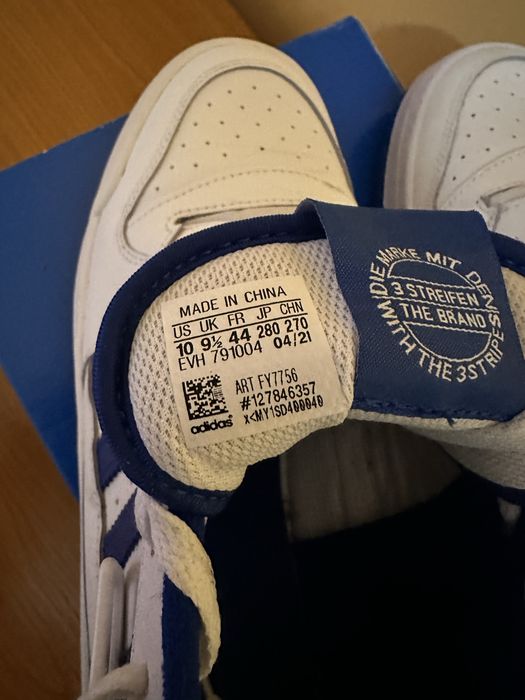 MADE IN CHINA
US UK FR JP CHN
10 9½ 44 280 270
EVH 791004 04/21
ART FY7756
#127846357
x<MY1SD400040
adidas
DIE MARKE MIT DEN
3 STREIFEN
THE BRAND
WITH THE 3 STRIPES